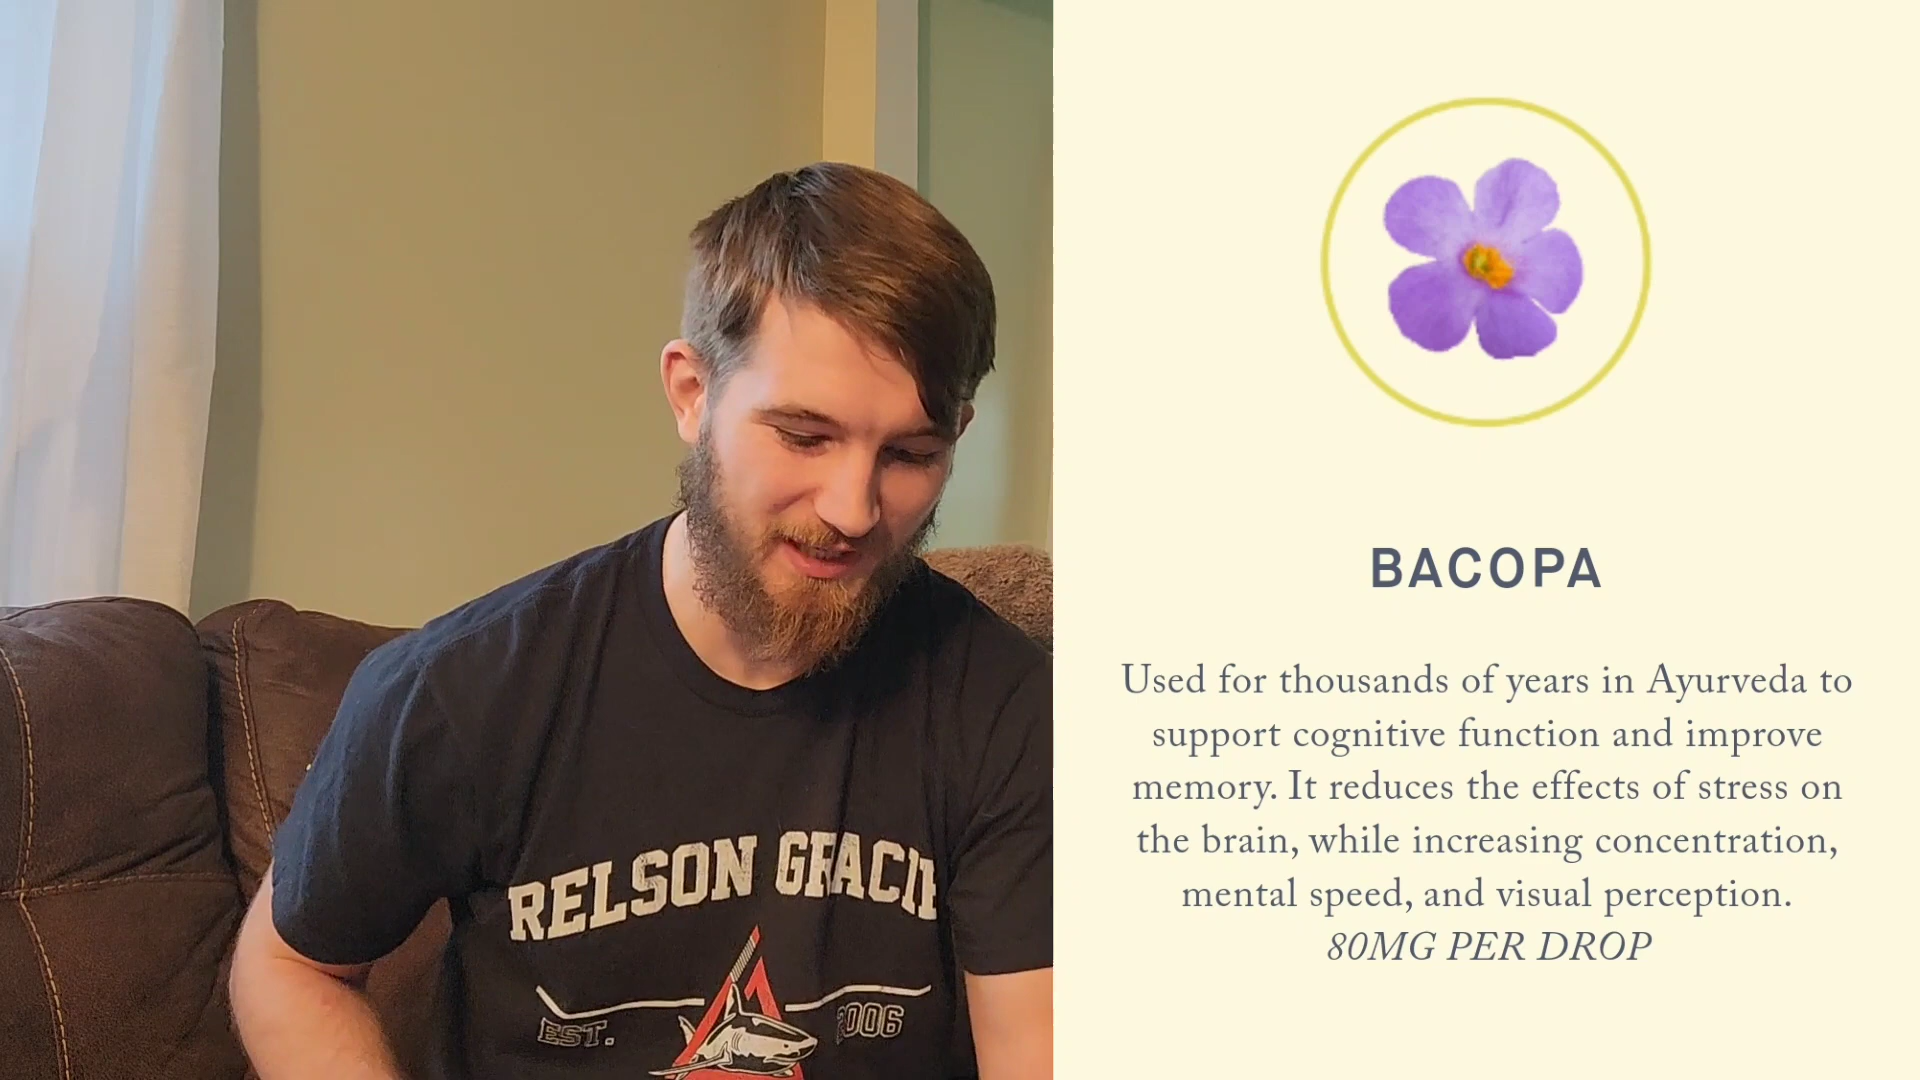 RELSON GRACIE
EST. 2006
BACOPA
Used for thousands of years in Ayurveda to
support cognitive function and improve
memory. It reduces the effects of stress on
the brain, while increasing concentration,
mental speed, and visual perception.
80MG PER DROP